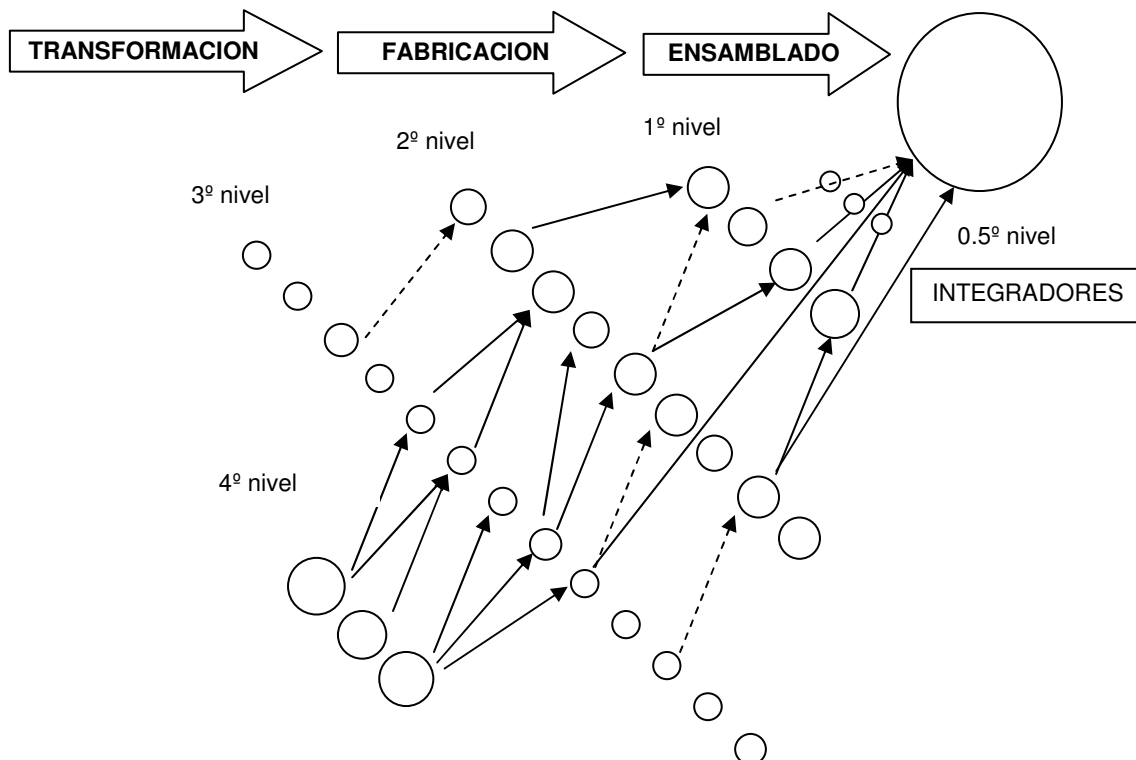 TRANSFORMACION
FABRICACION
ENSAMBLADO
1º nivel
2º nivel
3º nivel
0.5º nivel
INTEGRADORES
4º nivel